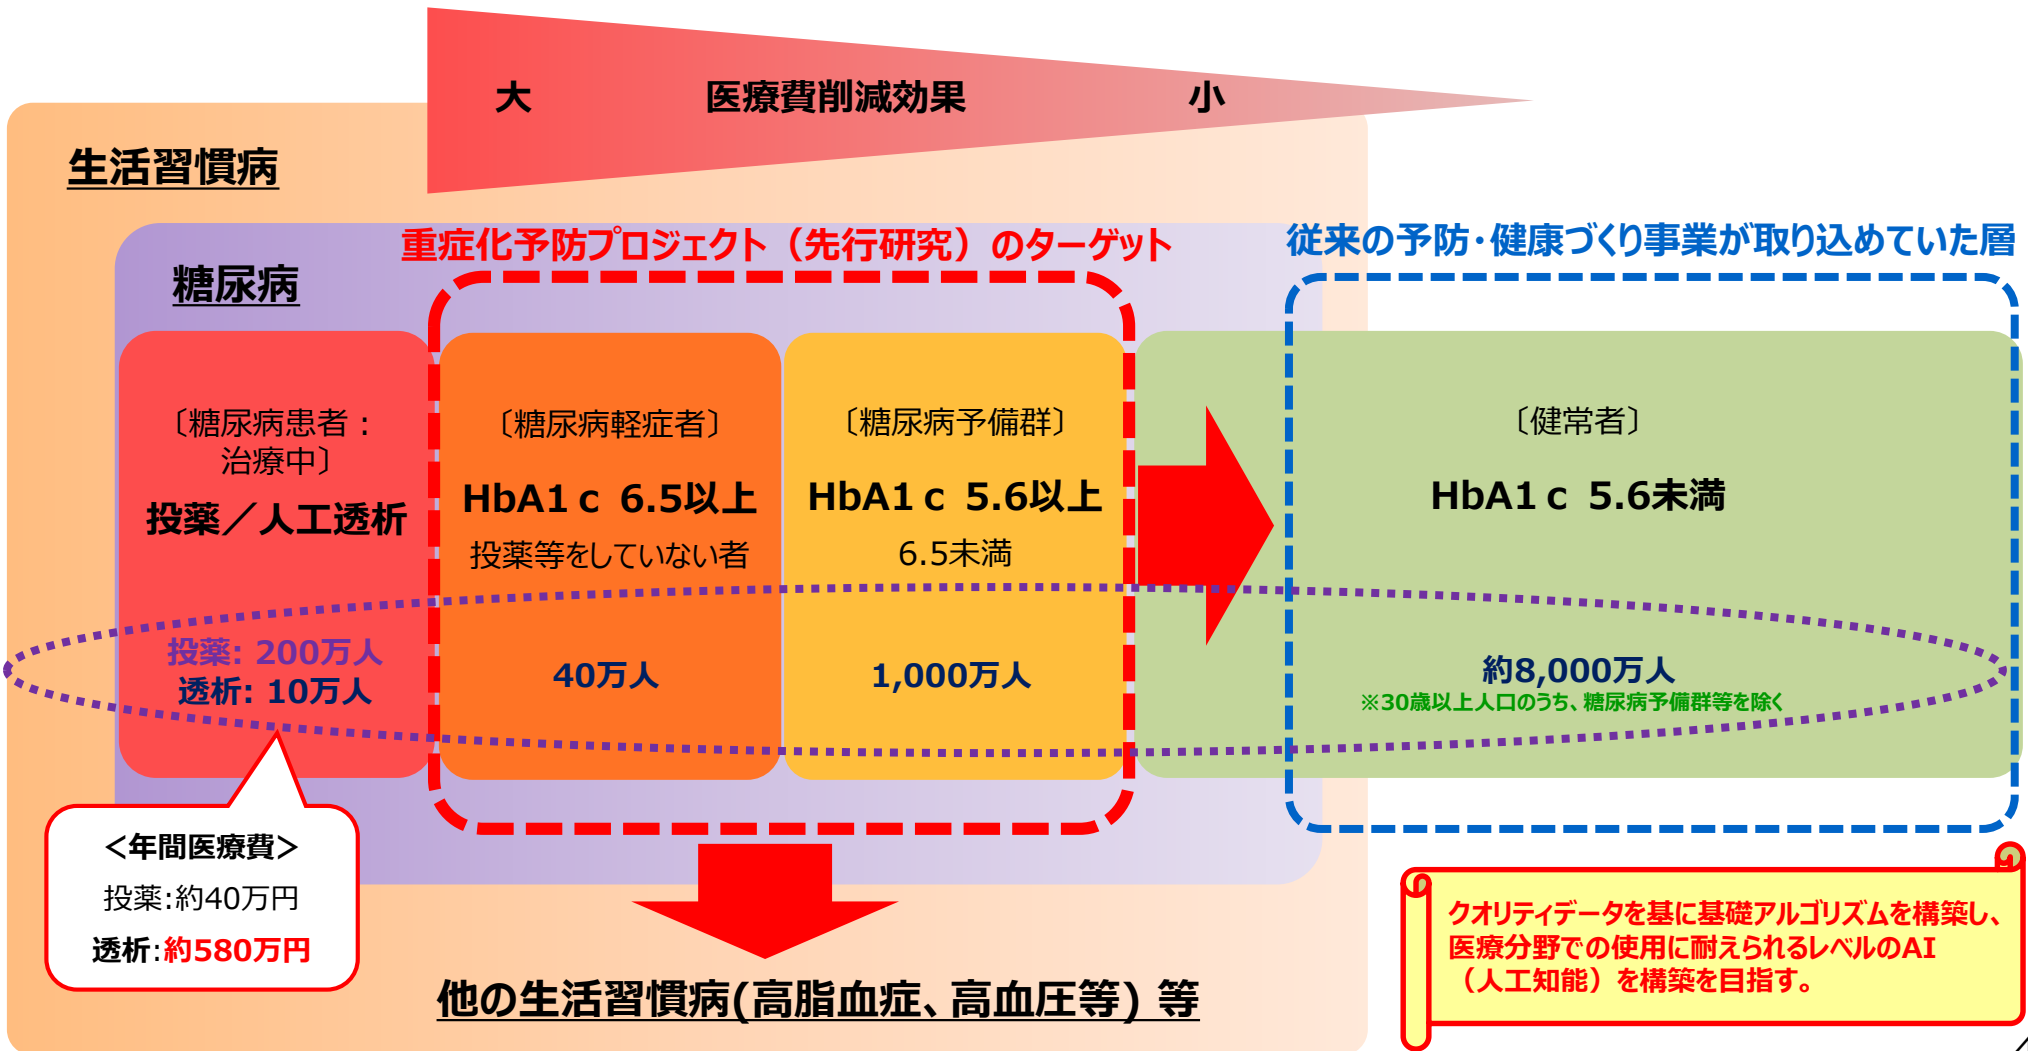 大 医療費削減効果 小
生活習慣病
重症化予防プロジェクト（先行研究）のターゲット
従来の予防・健康づくり事業が取り込めていた層
糖尿病
〔糖尿病患者：
治療中〕
投薬／人工透析
投薬: 200万人
透析: 10万人
〔糖尿病軽症者〕
HbA1ｃ 6.5以上
投薬等をしていない者
40万人
〔糖尿病予備群〕
HbA1ｃ 5.6以上
6.5未満
1,000万人
〔健常者〕
HbA1ｃ 5.6未満
約8,000万人
※30歳以上人口のうち、糖尿病予備群等を除く
＜年間医療費＞
投薬:約40万円
透析:約580万円
他の生活習慣病(高脂血症、高血圧等) 等
クオリティデータを基に基礎アルゴリズムを構築し、
医療分野での使用に耐えられるレベルのAI
（人工知能）を構築を目指す。